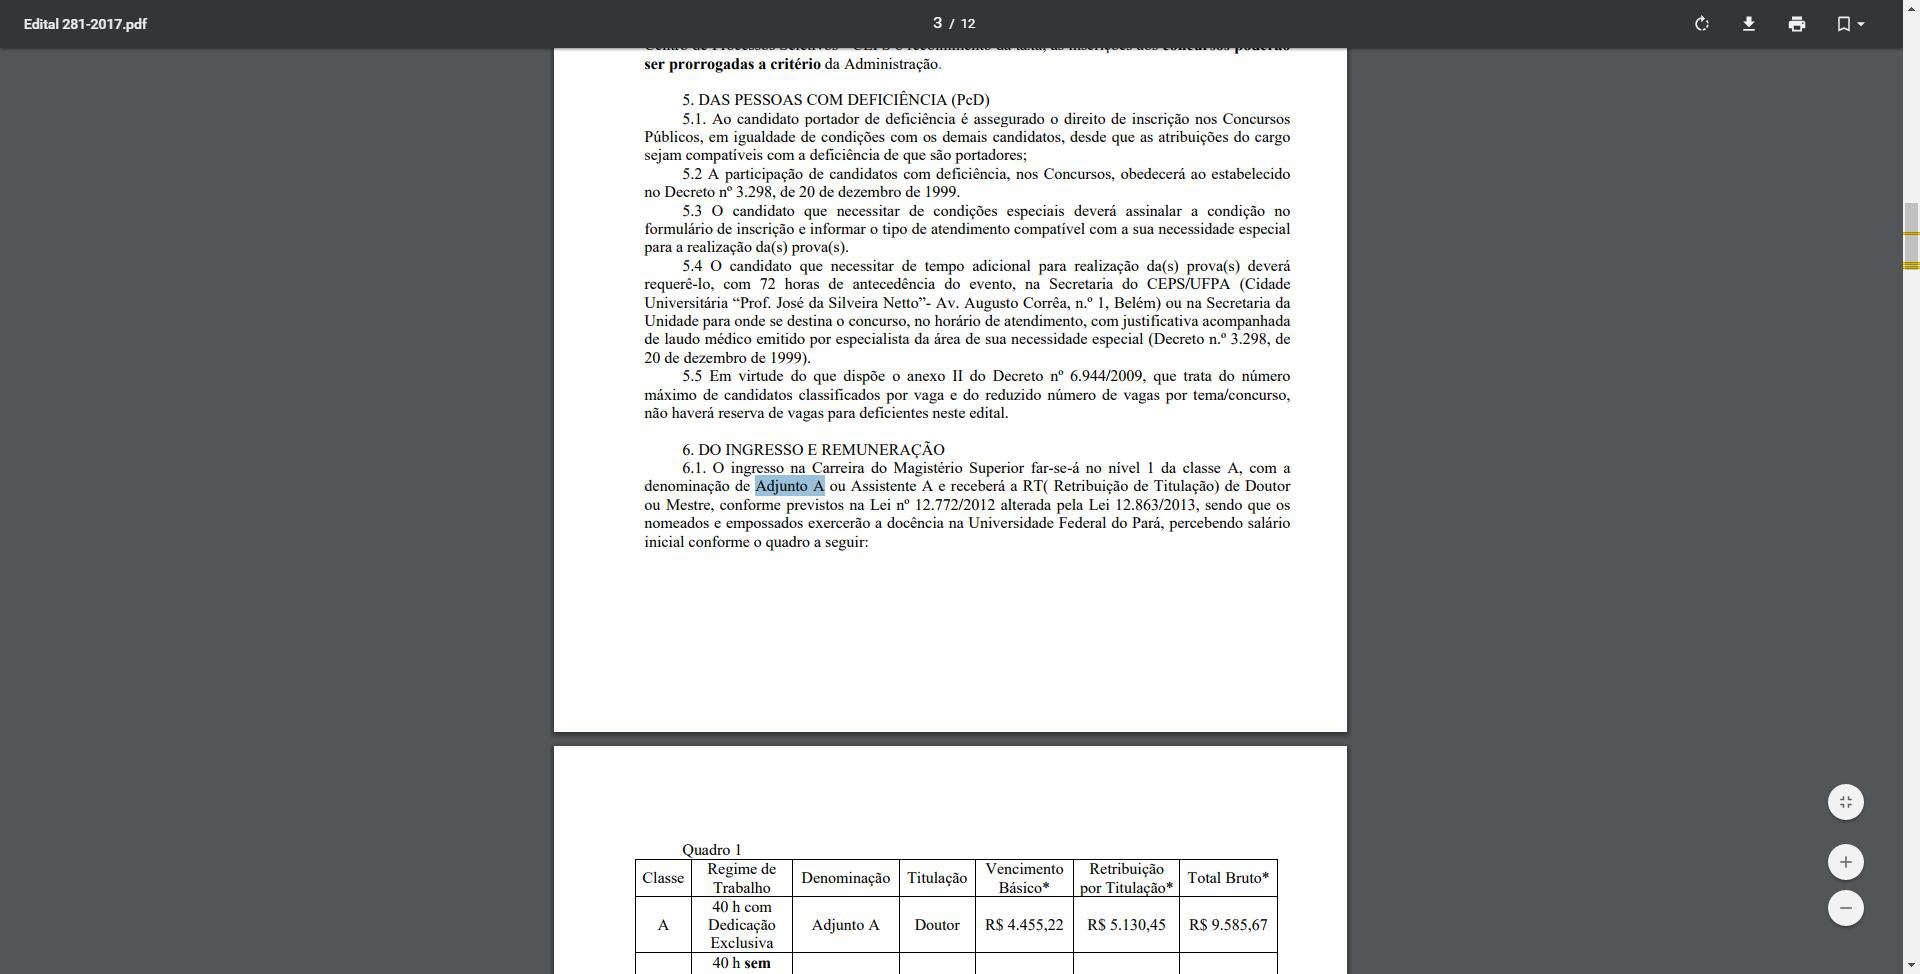 Edital 281-2017.pdf
3 / 12
ser prorrogadas a critério da Administração.
5. DAS PESSOAS COM DEFICIÊNCIA (PcD)
5.1. Ao candidato portador de deficiência é assegurado o direito de inscrição nos Concursos
Públicos, em igualdade de condições com os demais candidatos, desde que as atribuições do cargo
sejam compatíveis com a deficiência de que são portadores;
5.2 A participação de candidatos com deficiência, nos Concursos, obedecerá ao estabelecido
no Decreto nº 3.298, de 20 de dezembro de 1999.
5.3 O candidato que necessitar de condições especiais deverá assinalar a condição no
formulário de inscrição e informar o tipo de atendimento compatível com a sua necessidade especial
para a realização da(s) prova(s).
5.4 O candidato que necessitar de tempo adicional para realização da(s) prova(s) deverá
requerê-lo, com 72 horas de antecedência do evento, na Secretaria do CEPS/UFPA (Cidade
Universitária “Prof. José da Silveira Netto”- Av. Augusto Corrêa, n.º 1, Belém) ou na Secretaria da
Unidade para onde se destina o concurso, no horário de atendimento, com justificativa acompanhada
de laudo médico emitido por especialista da área de sua necessidade especial (Decreto n.º 3.298, de
20 de dezembro de 1999).
5.5 Em virtude do que dispõe o anexo II do Decreto nº 6.944/2009, que trata do número
máximo de candidatos classificados por vaga e do reduzido número de vagas por tema/concurso,
não haverá reserva de vagas para deficientes neste edital.
6. DO INGRESSO E REMUNERAÇÃO
6.1. O ingresso na Carreira do Magistério Superior far-se-á no nível 1 da classe A, com a
denominação de Adjunto A ou Assistente A e receberá a RT( Retribuição de Titulação) de Doutor
ou Mestre, conforme previstos na Lei nº 12.772/2012 alterada pela Lei 12.863/2013, sendo que os
nomeados e empossados exercerão a docência na Universidade Federal do Pará, percebendo salário
inicial conforme o quadro a seguir:
Quadro 1
Classe
Regime de
Trabalho
Denominação
Titulação
Vencimento
Básico*
Retribuição
por Titulação*
Total Bruto*
A
40 h com
Dedicação
Exclusiva
Adjunto A
Doutor
R$ 4.455,22
R$ 5.130,45
R$ 9.585,67
40 h sem